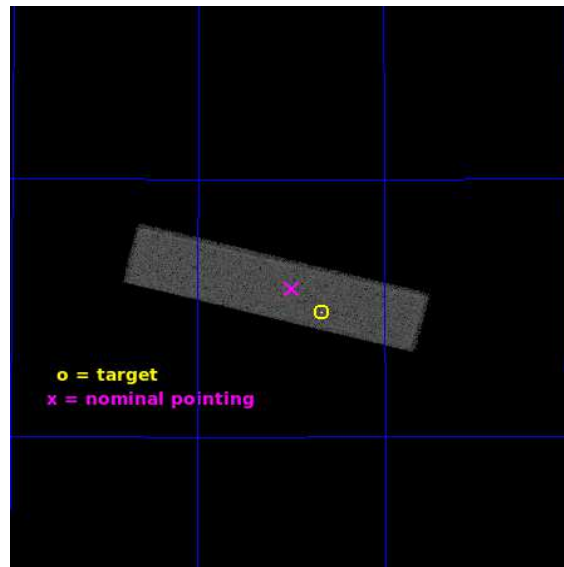 o = target
x = nominal pointing